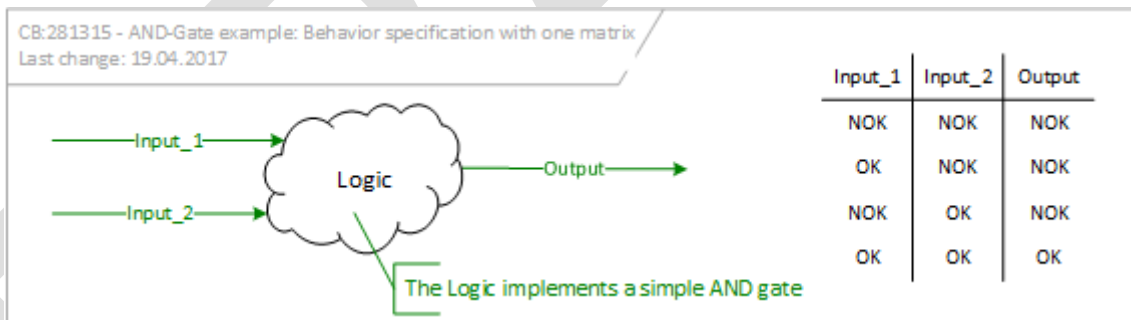 CB:281315 - AND-Gate example: Behavior specification with one matrix
Last change: 19.04.2017
Input_1 Input_2 Output
NOK NOK NOK
OK NOK NOK
NOK OK NOK
OK OK OK
Input_1
Logic
Output
Input_2
The Logic implements a simple AND gate